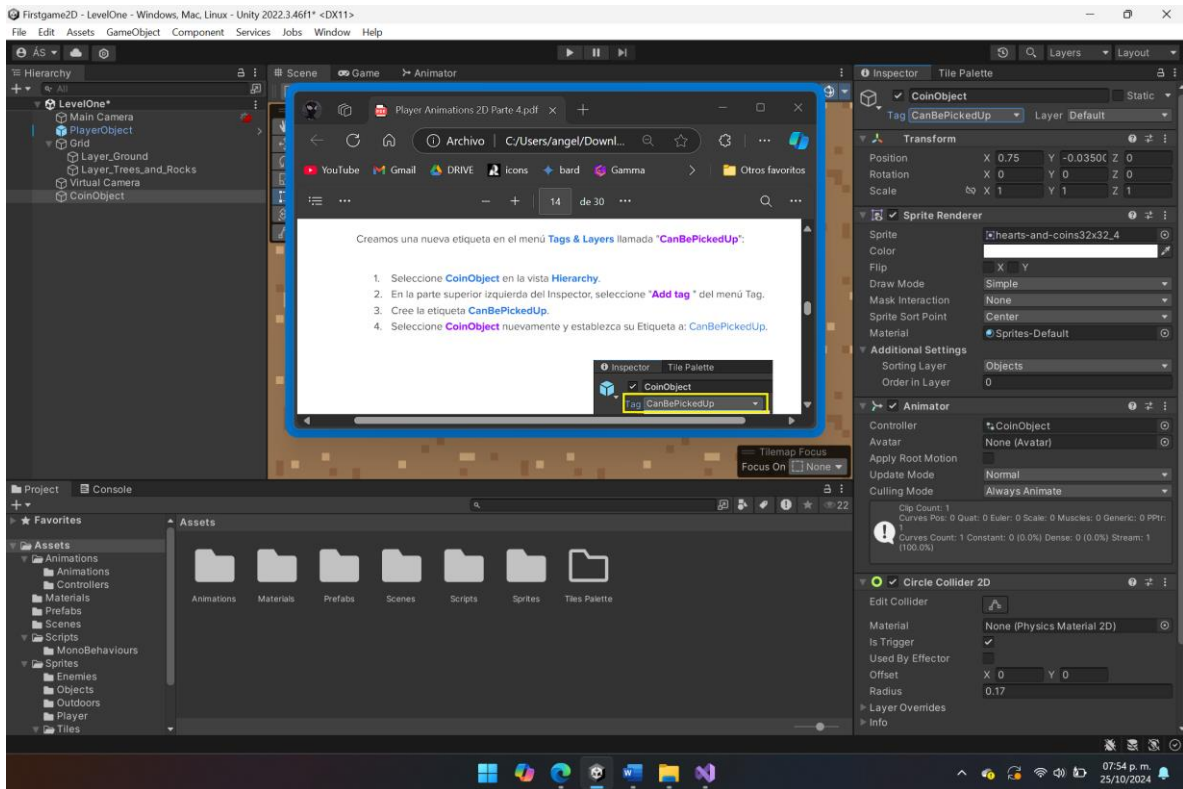 Firstgame2D - LevelOne - Windows, Mac, Linux - Unity 2022.3.46f1* <DX11>
File Edit Assets GameObject Component Services Jobs Window Help
ÁS
Layers Layout
Hierarchy
All
LevelOne*
Main Camera
PlayerObject
Grid
Layer_Ground
Layer_Trees_and_Rocks
Virtual Camera
CoinObject
Scene Game Animator
Player Animations 2D Parte 4.pdf
Archivo C:/Users/angel/Downl...
YouTube Gmail DRIVE icons bard Gamma Otros favoritos
14 de 30
Creamos una nueva etiqueta en el menú Tags & Layers llamada "CanBePickedUp":
1. Seleccione CoinObject en la vista Hierarchy.
2. En la parte superior izquierda del Inspector, seleccione "Add tag " del menú Tag.
3. Cree la etiqueta CanBePickedUp.
4. Seleccione CoinObject nuevamente y establezca su Etiqueta a: CanBePickedUp.
Inspector Tile Palette
CoinObject
Tag CanBePickedUp
Tilemap Focus
Focus On None
Inspector Tile Palette
CoinObject Static
Tag CanBePickedUp Layer Default
Transform
Position X 0.75 Y -0.0350 Z 0
Rotation X 0 Y 0 Z 0
Scale X 1 Y 1 Z 1
Sprite Renderer
Sprite hearts-and-coins32x32_4
Color
Flip X Y
Draw Mode Simple
Mask Interaction None
Sprite Sort Point Center
Material Sprites-Default
Additional Settings
Sorting Layer Objects
Order in Layer 0
Animator
Controller CoinObject
Avatar None (Avatar)
Apply Root Motion
Update Mode Normal
Culling Mode Always Animate
Clip Count: 1
Curves Pos: 0 Quat: 0 Euler: 0 Scale: 0 Muscles: 0 Generic: 0 PPtr:
1
Curves Count: 1 Constant: 0 (0.0%) Dense: 0 (0.0%) Stream: 1
(100.0%)
Circle Collider 2D
Edit Collider
Material None (Physics Material 2D)
Is Trigger
Used By Effector
Offset X 0 Y 0
Radius 0.17
Layer Overrides
Info
Project Console
22
Favorites
Assets
Animations
Animations
Controllers
Materials
Prefabs
Scenes
Scripts
MonoBehaviours
Sprites
Enemies
Objects
Outdoors
Player
Tiles
Assets
Animations Materials Prefabs Scenes Scripts Sprites Tiles Palette
07:54 p. m.
25/10/2024